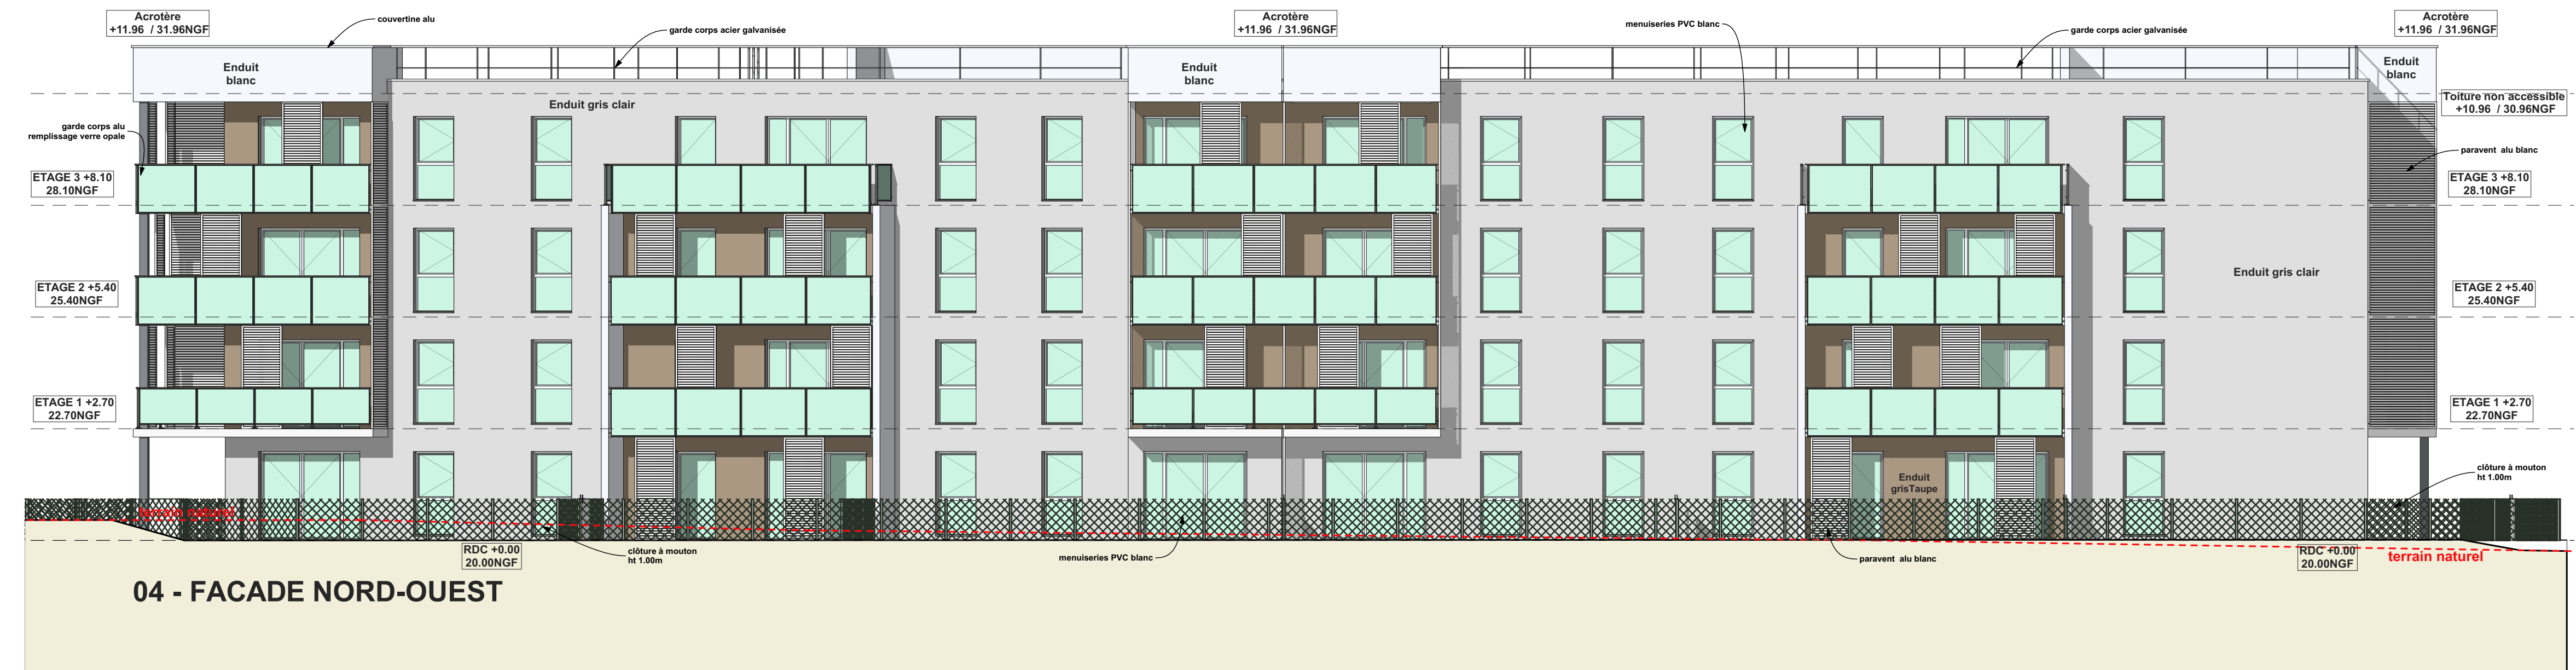 Acrotère
+11.96 / 31.96NGF
couvertine alu
garde corps acier galvanisée
Acrotère
+11.96 / 31.96NGF
menuiseries PVC blanc
garde corps acier galvanisée
Acrotère
+11.96 / 31.96NGF
Enduit
blanc
Enduit
blanc
Enduit
blanc
Enduit gris clair
Toiture non accessible
+10.96 / 30.96NGF
garde corps alu
remplissage verre opale
paravent alu blanc
ETAGE 3 +8.10
28.10NGF
ETAGE 3 +8.10
28.10NGF
Enduit gris clair
ETAGE 2 +5.40
25.40NGF
ETAGE 2 +5.40
25.40NGF
ETAGE 1 +2.70
22.70NGF
ETAGE 1 +2.70
22.70NGF
clôture à mouton
ht 1.00m
Enduit
grisTaupe
terrain naturel
RDC +0.00
20.00NGF
clôture à mouton
ht 1.00m
menuiseries PVC blanc
paravent alu blanc
RDC +0.00
20.00NGF
terrain naturel
04 - FACADE NORD-OUEST